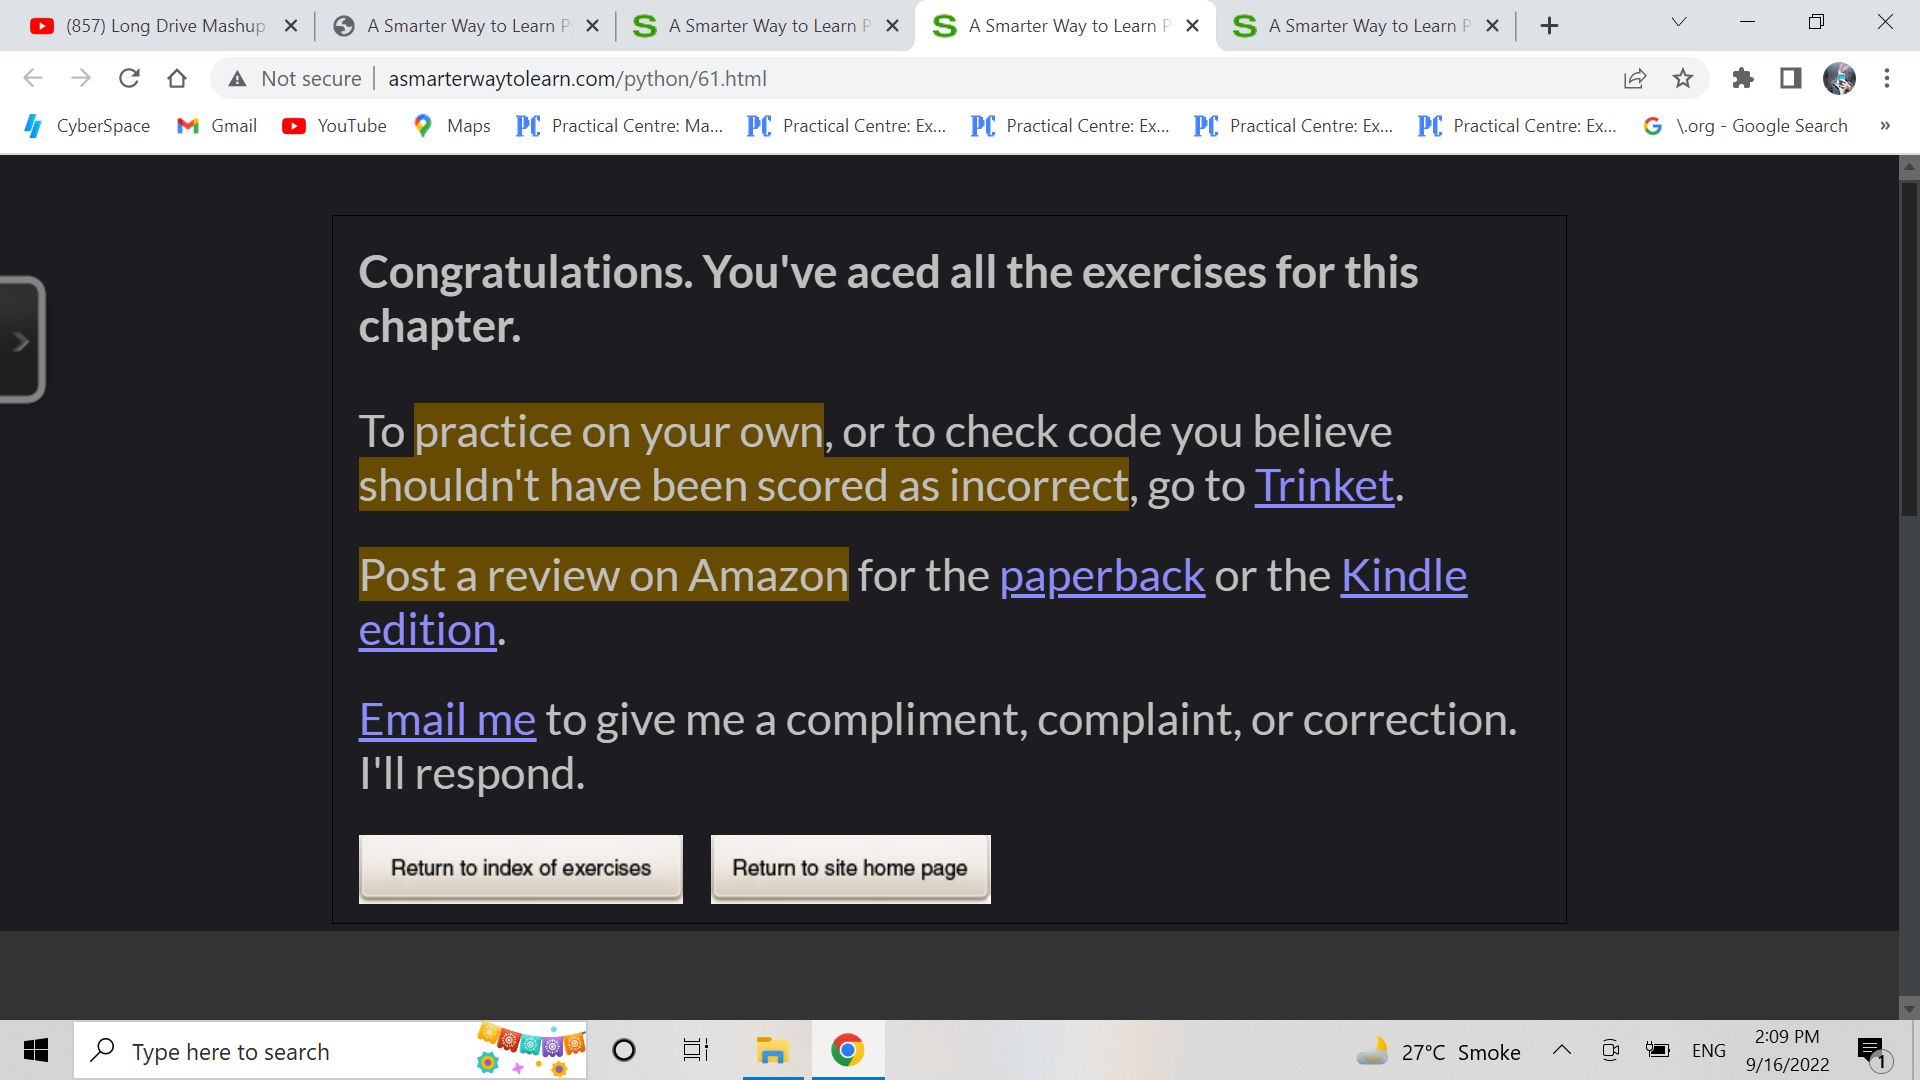 (857) Long Drive Mashup
A Smarter Way to Learn P
A Smarter Way to Learn P
A Smarter Way to Learn P
A Smarter Way to Learn P
Not secure
asmarterwaytolearn.com/python/61.html
CyberSpace
Gmail
YouTube
Maps
PC Practical Centre: Ma...
PC Practical Centre: Ex...
PC Practical Centre: Ex...
PC Practical Centre: Ex...
PC Practical Centre: Ex...
\.org - Google Search
»
Congratulations. You've aced all the exercises for this
chapter.
To practice on your own, or to check code you believe
shouldn't have been scored as incorrect, go to Trinket.
Post a review on Amazon for the paperback or the Kindle
edition.
Email me to give me a compliment, complaint, or correction.
I'll respond.
Return to index of exercises
Return to site home page
Type here to search
27°C Smoke
ENG
2:09 PM
9/16/2022
1